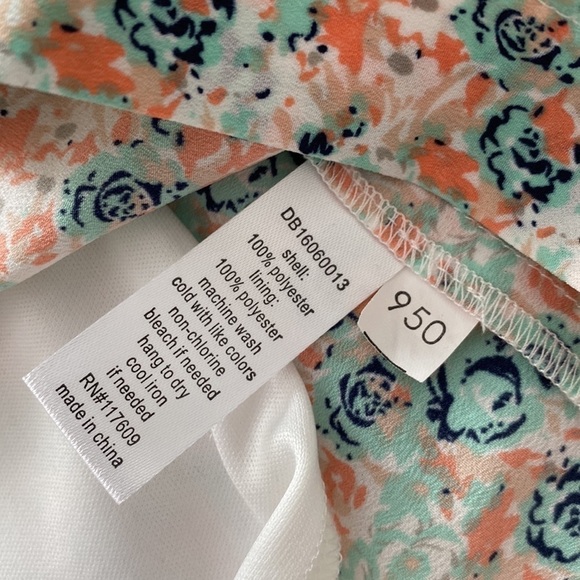 DB16060013
shell:
100% polyester
lining:
100% polyester
machine wash
cold with like colors
non-chlorine
bleach if needed
hang to dry
cool iron
if needed
RN#117609
made in china
950